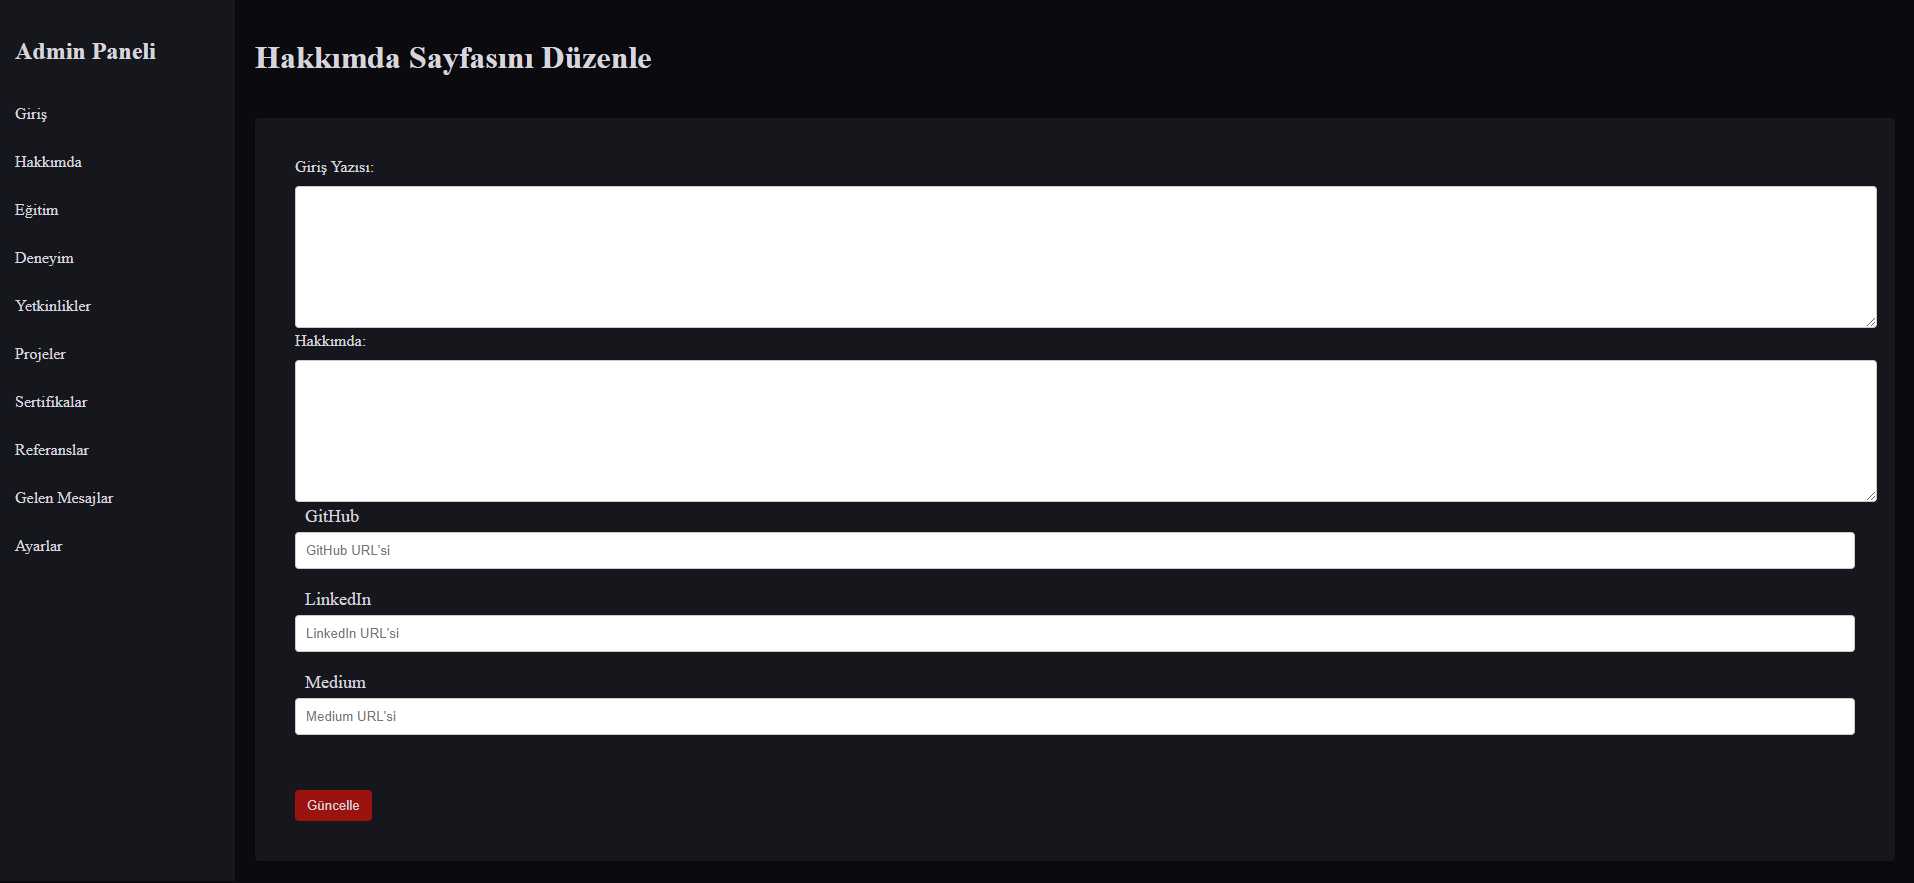 Admin Paneli
Giriş
Hakkımda
Eğitim
Deneyim
Yetkinlikler
Projeler
Sertifikalar
Referanslar
Gelen Mesajlar
Ayarlar
Hakkımda Sayfasını Düzenle
Giriş Yazısı:
Hakkımda:
GitHub
GitHub URL'si
LinkedIn
LinkedIn URL'si
Medium
Medium URL'si
Güncelle